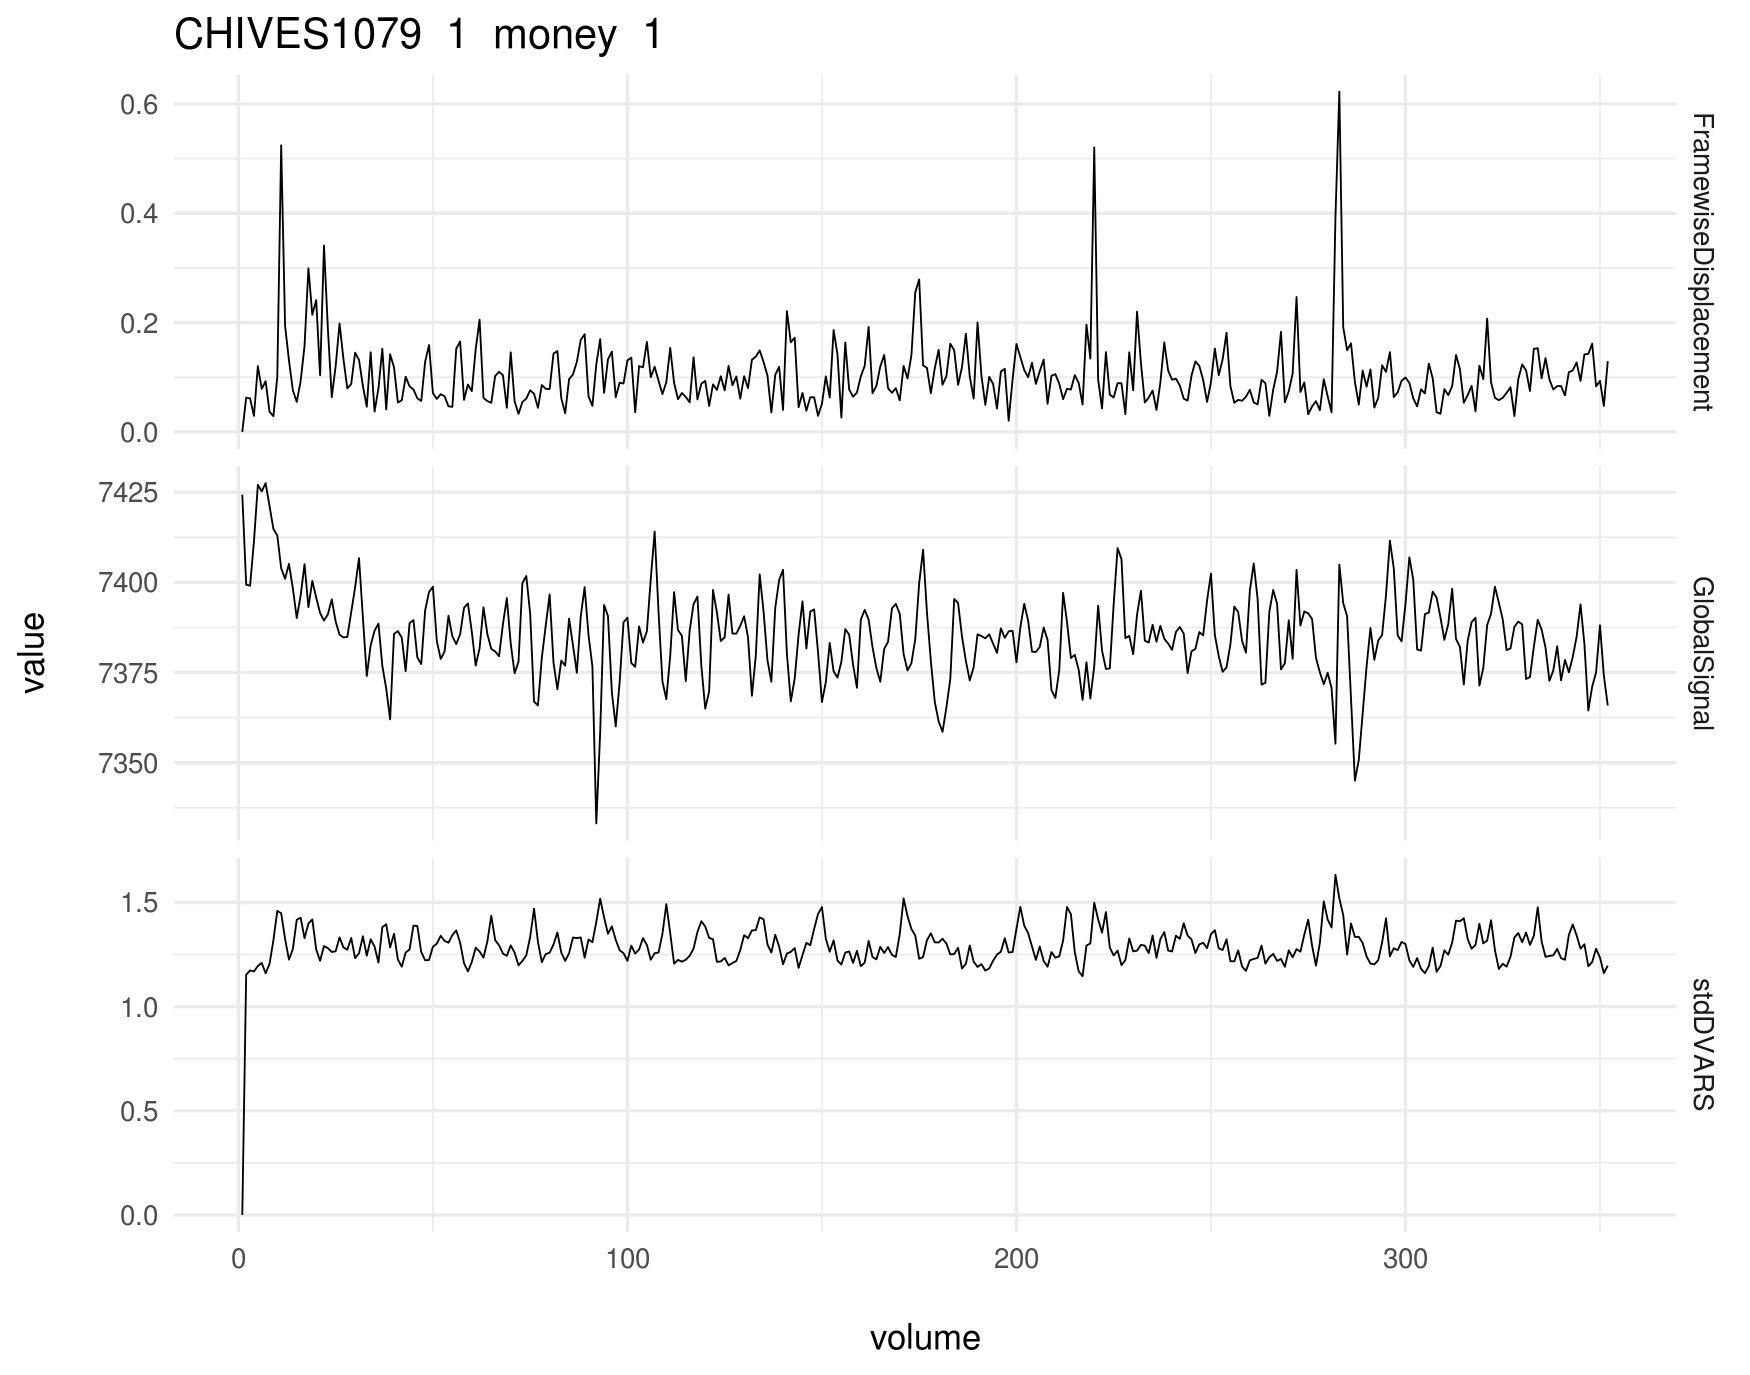 CHIVES1079 1 money 1
0.6
0.4
0.2
0.0
FramewiseDisplacement
7425
7400
7375
7350
GlobalSignal
value
1.5
1.0
0.5
0.0
stdDVARS
0 100 200 300
volume